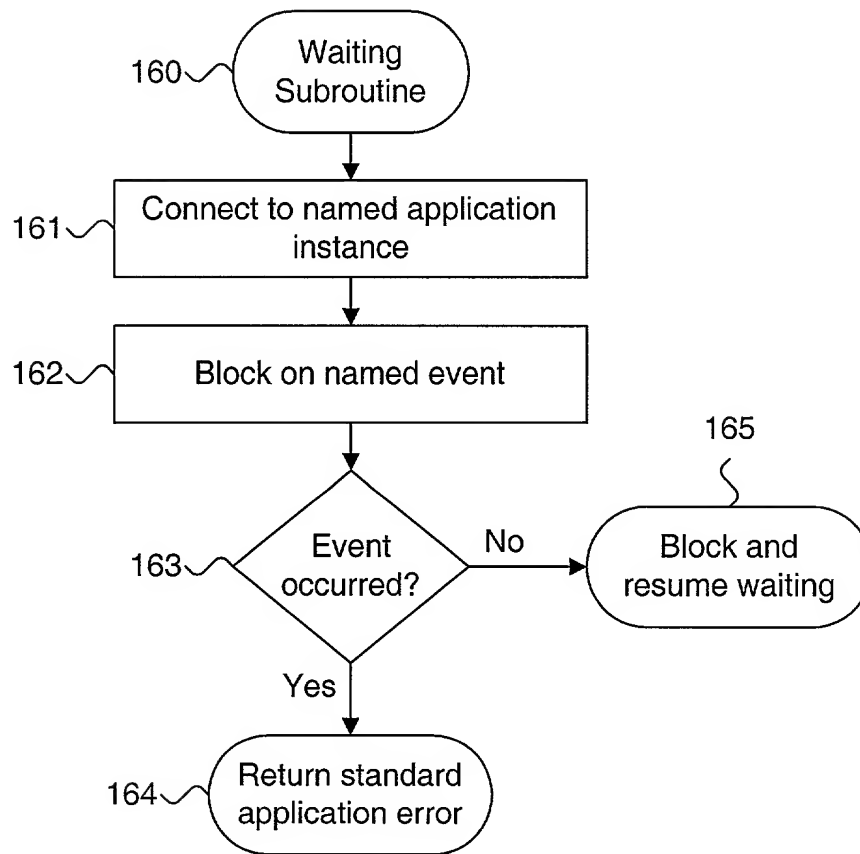 160
Waiting
Subroutine
161
Connect to named application
instance
162
Block on named event
165
163
Event
occurred?
No
Block and
resume waiting
Yes
164
Return standard
application error